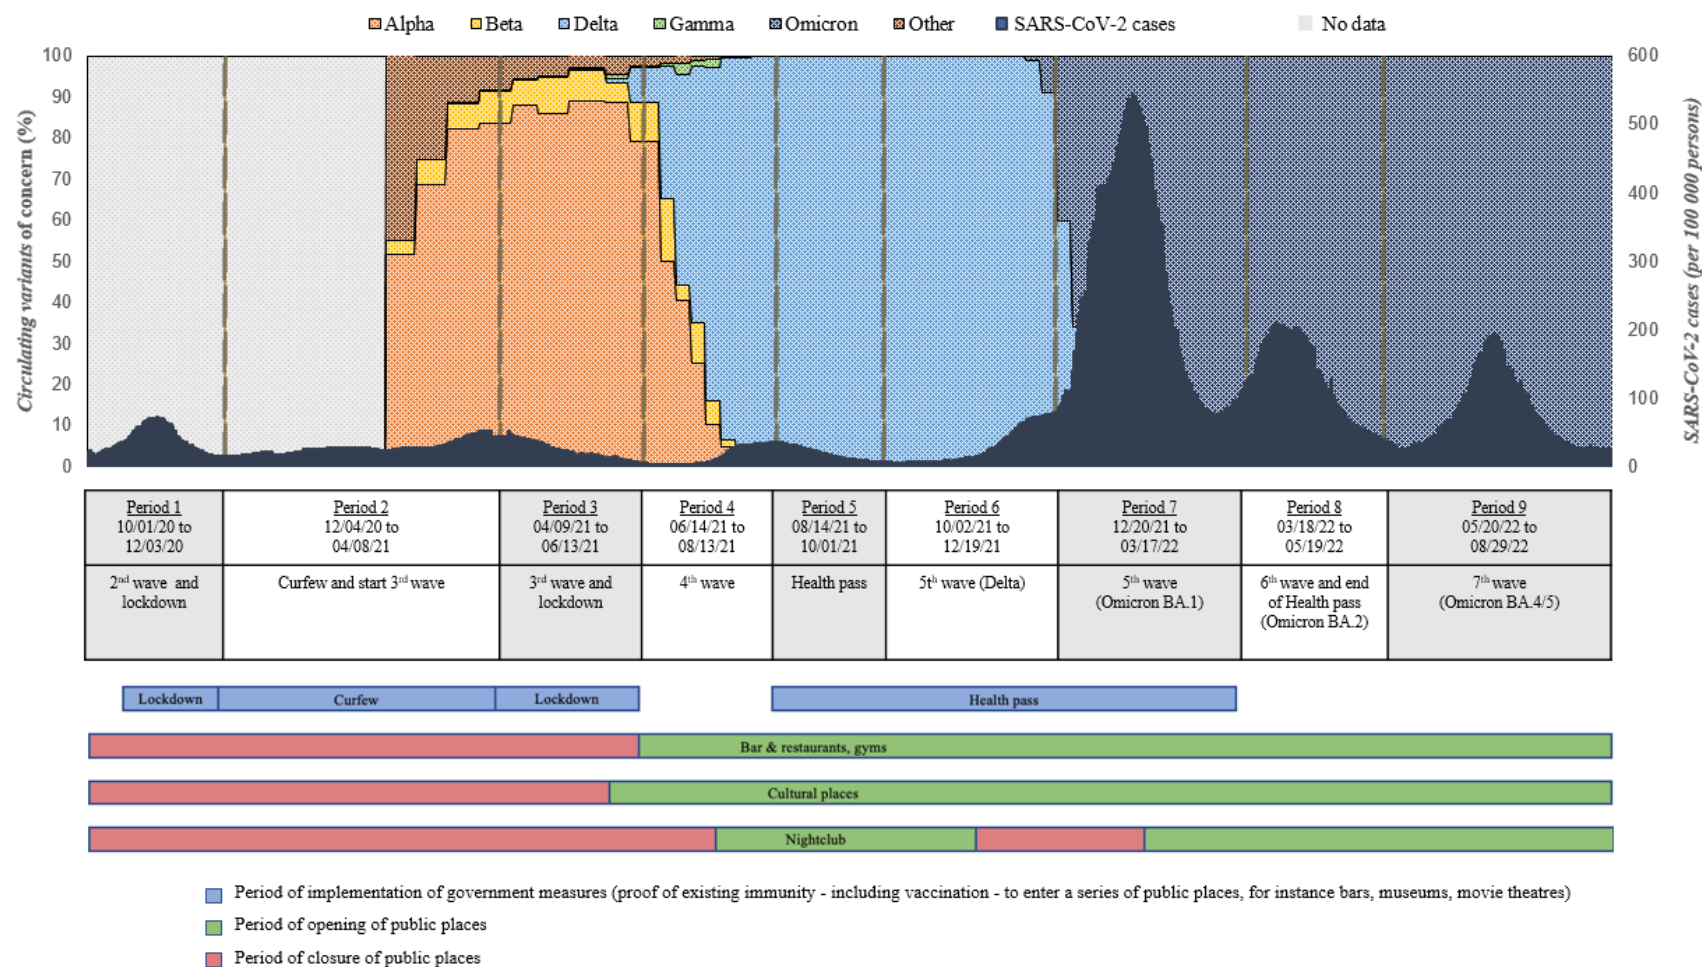 Alpha Beta Delta Gamma Omicron Other SARS-CoV-2 cases No data
Circulating variants of concern (%)
100
90
80
70
60
50
40
30
20
10
0
600
500
400
300
200
100
0
SARS-CoV-2 cases (per 100 000 persons)
Period 1
10/01/20 to
12/03/20
Period 2
12/04/20 to
04/08/21
Period 3
04/09/21 to
06/13/21
Period 4
06/14/21 to
08/13/21
Period 5
08/14/21 to
10/01/21
Period 6
10/02/21 to
12/19/21
Period 7
12/20/21 to
03/17/22
Period 8
03/18/22 to
05/19/22
Period 9
05/20/22 to
08/29/22
2nd wave and
lockdown
Curfew and start 3rd wave
3rd wave and
lockdown
4th wave
Health pass
5th wave (Delta)
5th wave
(Omicron BA.1)
6th wave and end
of Health pass
(Omicron BA.2)
7th wave
(Omicron BA.4/5)
Lockdown
Curfew
Lockdown
Health pass
Bar & restaurants, gyms
Cultural places
Nightclub
Period of implementation of government measures (proof of existing immunity - including vaccination - to enter a series of public places, for instance bars, museums, movie theatres)
Period of opening of public places
Period of closure of public places